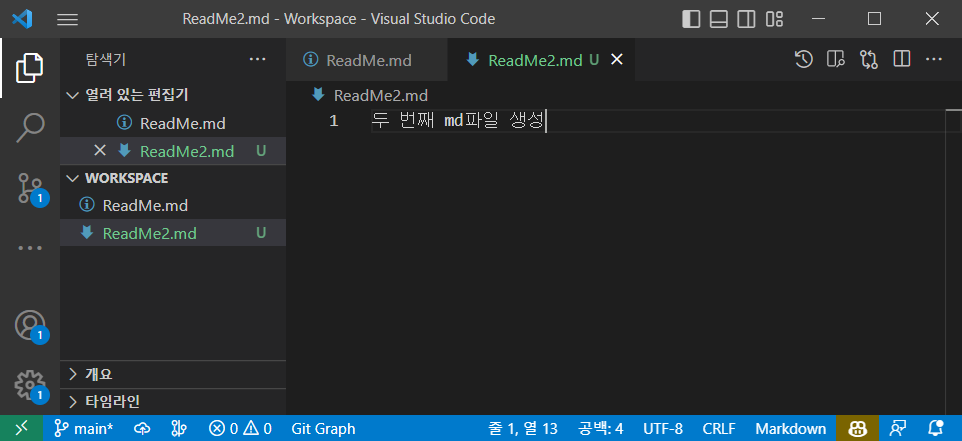 ReadMe2.md - Workspace - Visual Studio Code
탐색기
ReadMe.md
ReadMe2.md U
열려 있는 편집기
ReadMe.md
ReadMe2.md U
WORKSPACE
ReadMe.md
ReadMe2.md U
개요
타임라인
ReadMe2.md
1 두 번째 md파일 생성
1
1
1
main* 0 0 Git Graph 줄 1, 열 13 공백: 4 UTF-8 CRLF Markdown